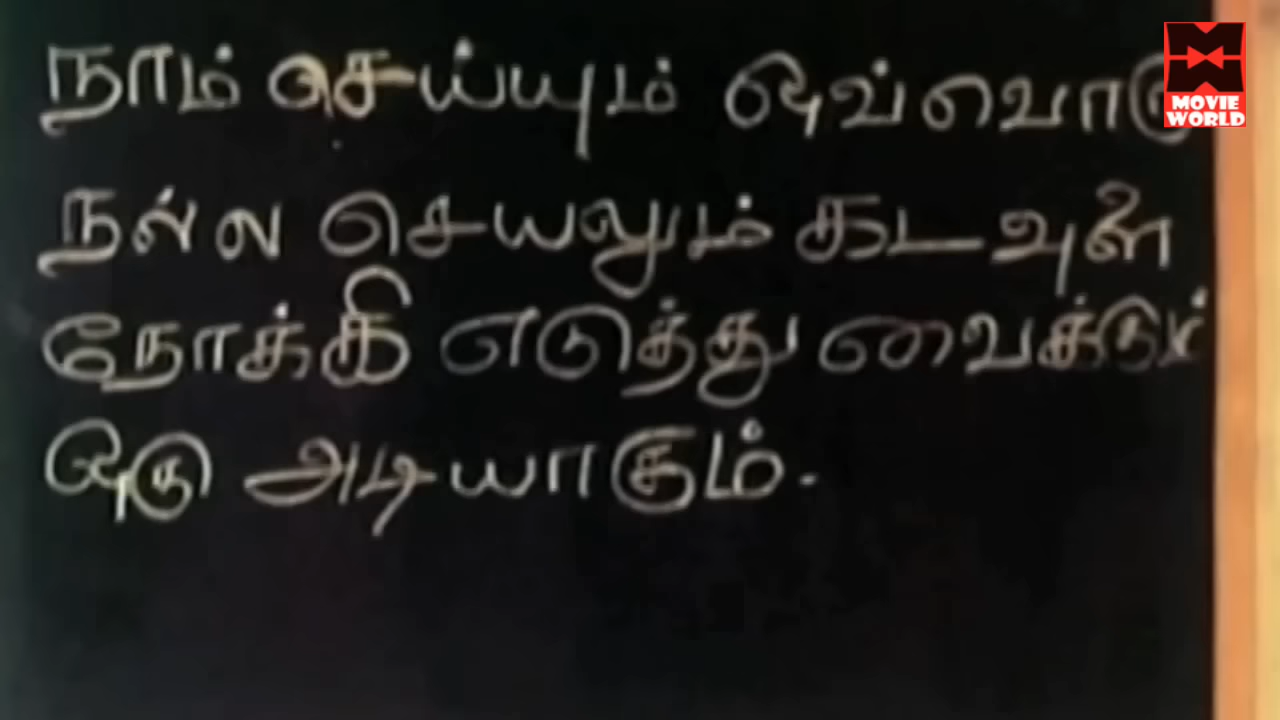 நாம் செய்யும் ஒவ்வொரு
நல்ல செயலும் கடவுள்
நோக்கி எடுத்து வைக்கும்
ஒரு அடியாகும்.
MOVIE
WORLD